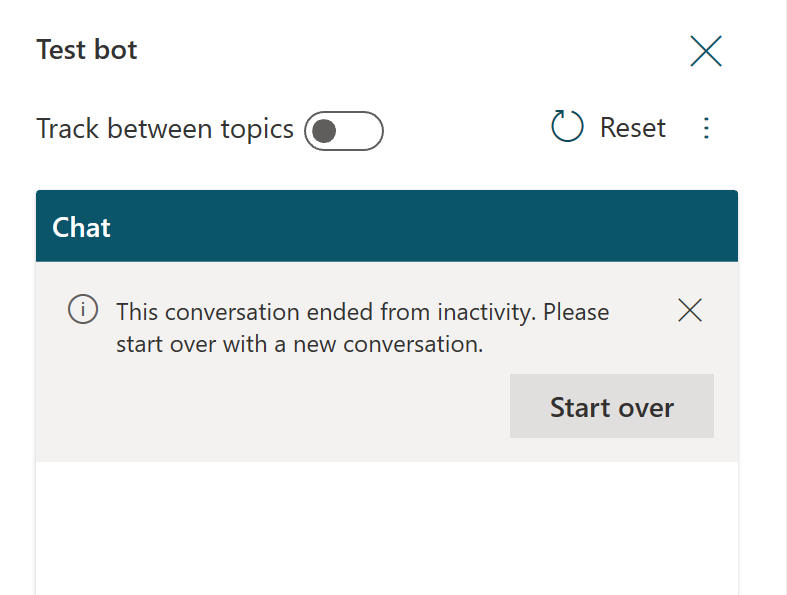 Test bot
Track between topics
Reset
Chat
This conversation ended from inactivity. Please
start over with a new conversation.
Start over